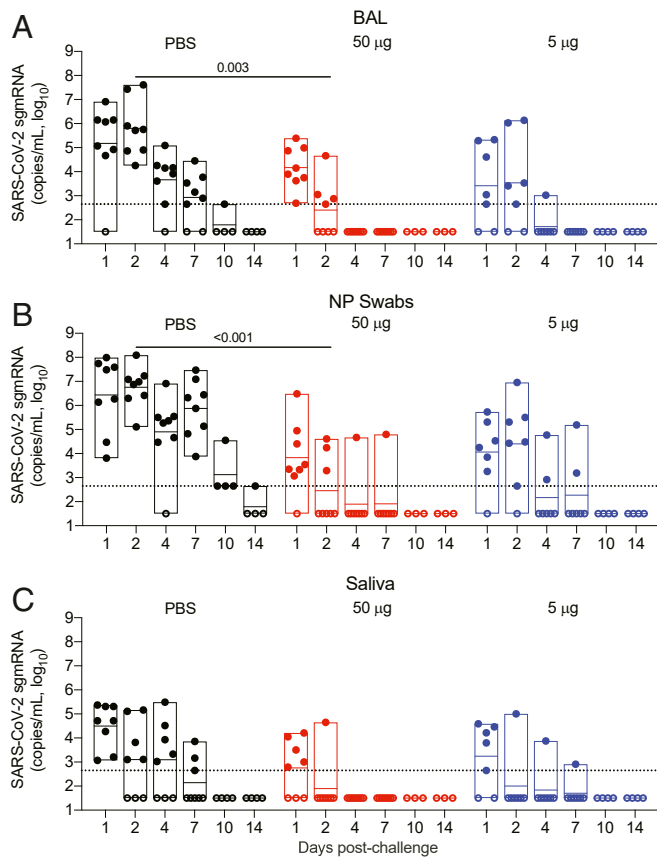 A
BAL
PBS
50 µg
5 µg
0.003
SARS-CoV-2 sgmRNA
(copies/mL, log10)
9
8
7
6
5
4
3
2
1
1 2 4 7 10 14 1 2 4 7 10 14 1 2 4 7 10 14
B
NP Swabs
PBS
50 µg
5 µg
<0.001
SARS-CoV-2 sgmRNA
(copies/mL, log10)
9
8
7
6
5
4
3
2
1
1 2 4 7 10 14 1 2 4 7 10 14 1 2 4 7 10 14
C
Saliva
PBS
50 µg
5 µg
SARS-CoV-2 sgmRNA
(copies/mL, log10)
9
8
7
6
5
4
3
2
1
1 2 4 7 10 14 1 2 4 7 10 14 1 2 4 7 10 14
Days post-challenge